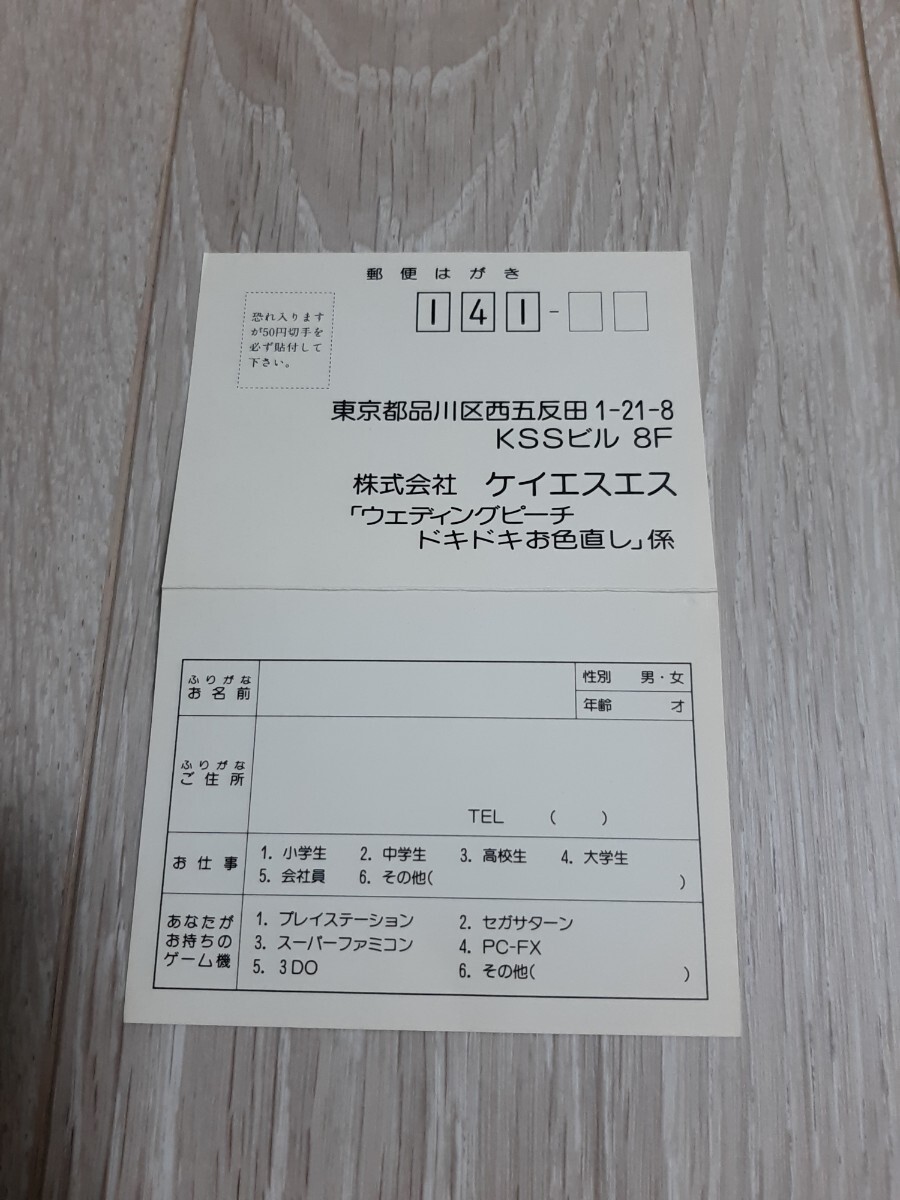 郵便はがき
141-
恐れ入ります
が50円切手を
必ず貼付して
下さい。
東京都品川区西五反田1-21-8
KSSビル 8F
株式会社 ケイエスエス
「ウエディングピーチ
ドキドキお色直し」係
ふりがな
お名前
性別 男・女
年齢 才
ふりがな
ご住所
TEL ( )
お仕事
1. 小学生 2. 中学生 3. 高校生 4. 大学生
5. 会社員 6. その他( )
あなたが
お持ちの
ゲーム機
1. プレイステーション 2. セガサターン
3. スーパーファミコン 4. PC-FX
5. 3DO 6. その他( )